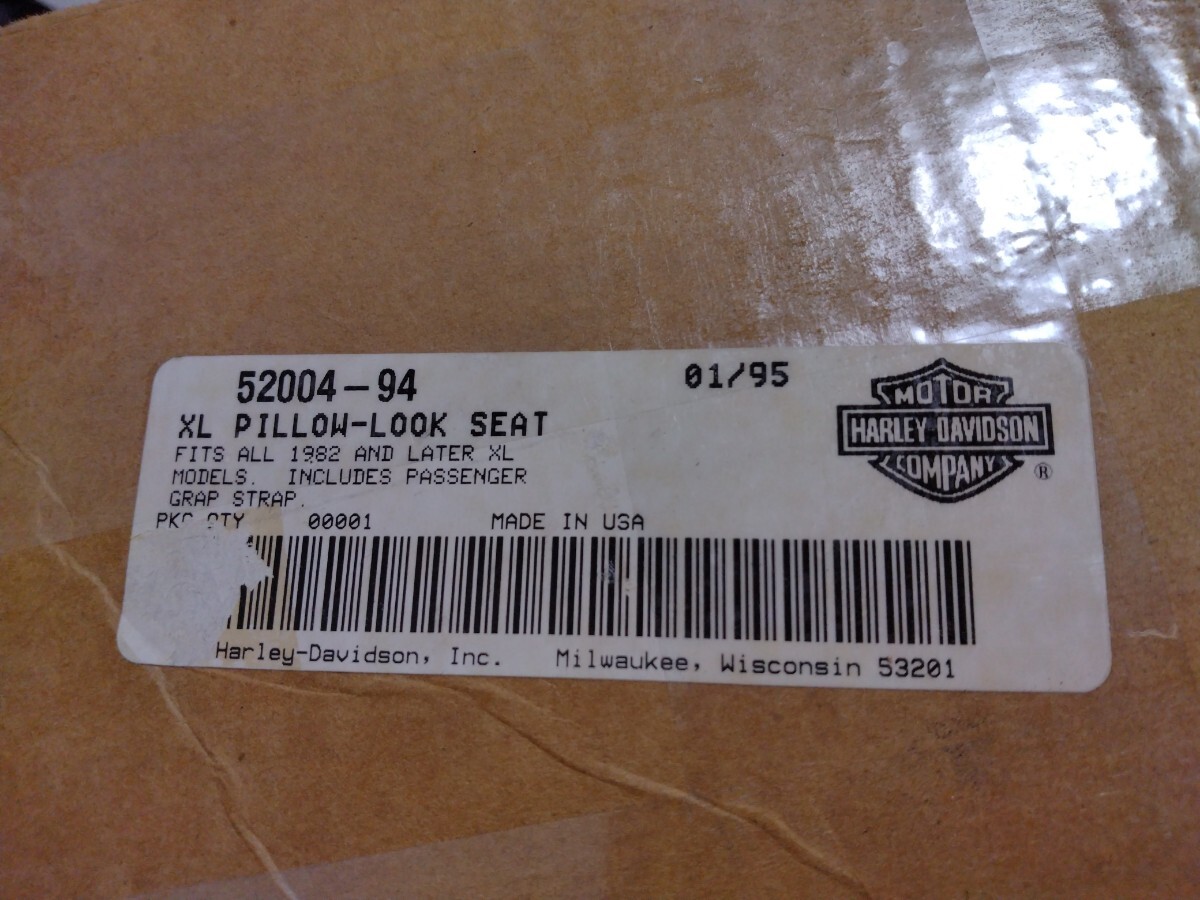 52004-94 01/95
XL PILLOW-LOOK SEAT
FITS ALL 1982 AND LATER XL
MODELS. INCLUDES PASSENGER
GRAP STRAP.
QTY 00001 MADE IN USA
MOTOR
HARLEY-DAVIDSON
COMPANY
®
Harley-Davidson, Inc. Milwaukee, Wisconsin 53201